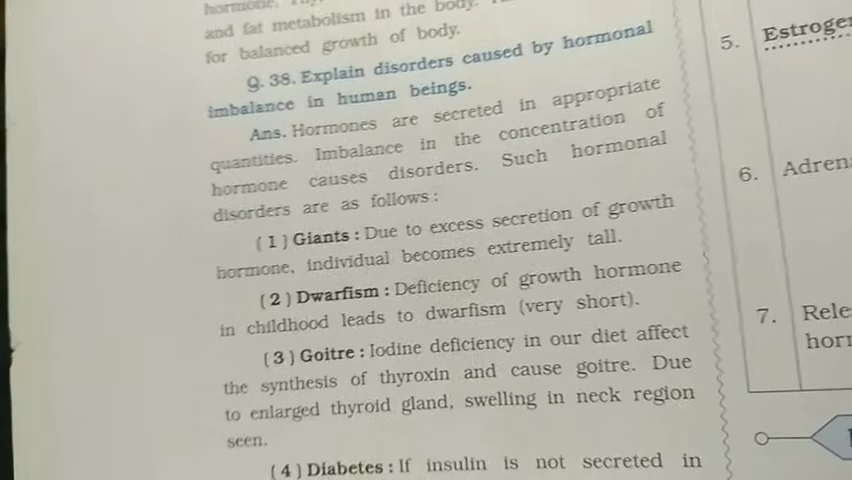 hormone.
and fat metabolism in the body.
for balanced growth of body.
Q. 38. Explain disorders caused by hormonal
imbalance in human beings.
Ans. Hormones are secreted in appropriate
quantities. Imbalance in the concentration of
hormone causes disorders. Such hormonal
disorders are as follows :
( 1 ) Giants : Due to excess secretion of growth
hormone, individual becomes extremely tall.
( 2 ) Dwarfism : Deficiency of growth hormone
in childhood leads to dwarfism (very short).
( 3 ) Goitre : Iodine deficiency in our diet affect
the synthesis of thyroxin and cause goitre. Due
to enlarged thyroid gland, swelling in neck region
seen.
( 4 ) Diabetes : If insulin is not secreted in
5. Estroge
6. Adren
7. Rele
horr